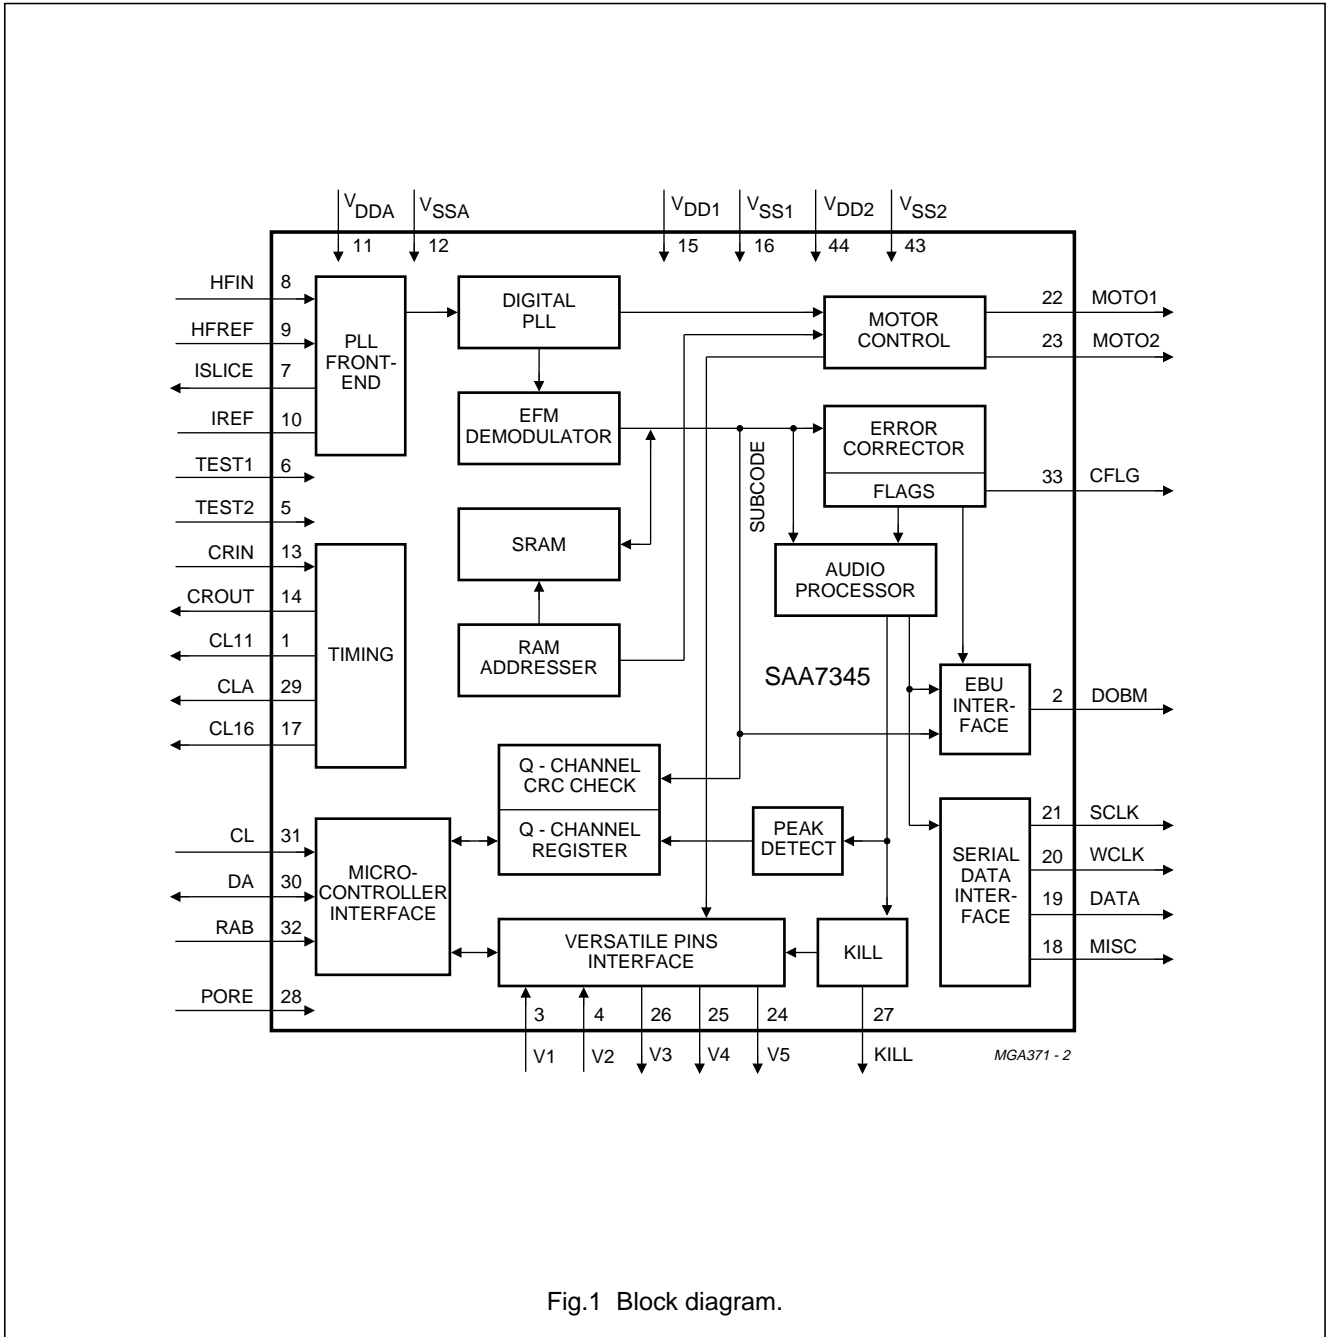 VDDA
VSSA
VDD1
VSS1
VDD2
VSS2
11
12
15
16
44
43
HFIN 8
HFREF 9
ISLICE 7
IREF 10
TEST1 6
TEST2 5
CRIN 13
CROUT 14
CL11 1
CLA 29
CL16 17
CL 31
DA 30
RAB 32
PORE 28
PLL
FRONT-
END
DIGITAL
PLL
EFM
DEMODULATOR
SRAM
RAM
ADDRESSER
TIMING
MOTOR
CONTROL
22 MOTO1
23 MOTO2
ERROR
CORRECTOR
FLAGS
33 CFLG
SUBCODE
AUDIO
PROCESSOR
SAA7345
EBU
INTER-
FACE
2 DOBM
Q - CHANNEL
CRC CHECK
Q - CHANNEL
REGISTER
PEAK
DETECT
MICRO-
CONTROLLER
INTERFACE
VERSATILE PINS
INTERFACE
KILL
SERIAL
DATA
INTER-
FACE
21 SCLK
20 WCLK
19 DATA
18 MISC
3
4
26
25
24
27
V1
V2
V3
V4
V5
KILL
MGA371 - 2
Fig.1 Block diagram.